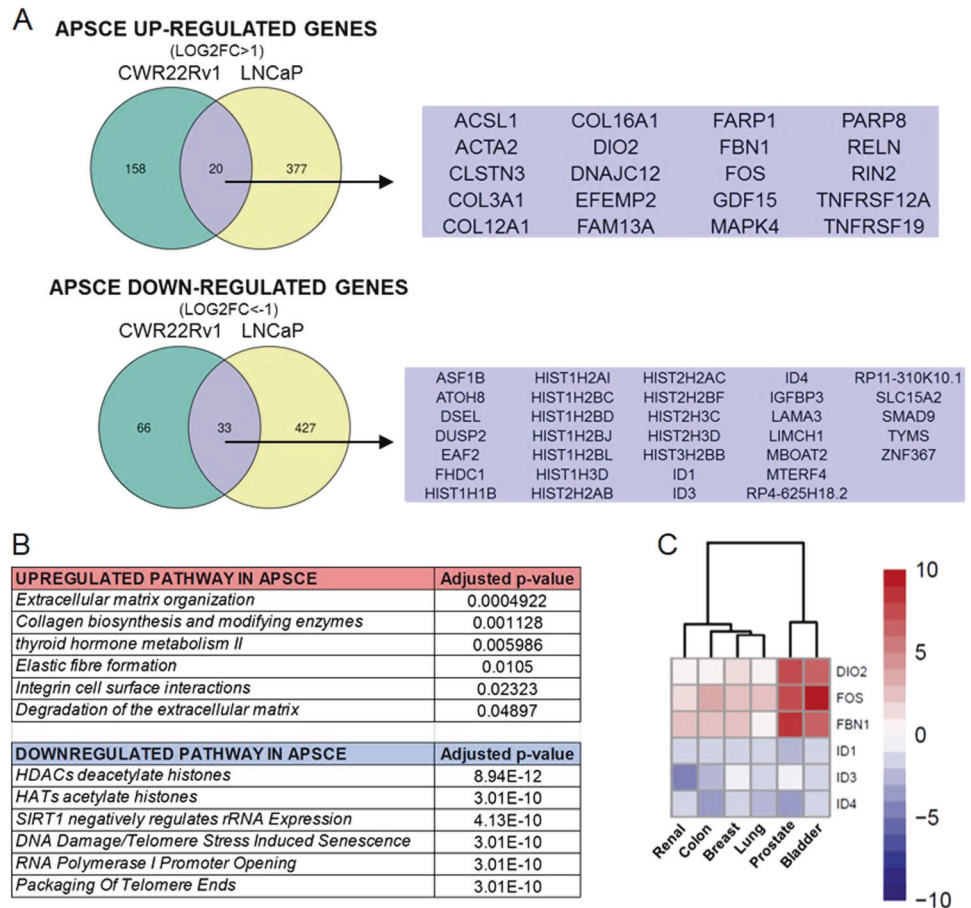 A
APSCE UP-REGULATED GENES
(LOG2FC>1)
CWR22Rv1 LNCaP
158 20 377
ACSL1 COL16A1 FARP1 PARP8
ACTA2 DIO2 FBN1 RELN
CLSTN3 DNAJC12 FOS RIN2
COL3A1 EFEMP2 GDF15 TNFRSF12A
COL12A1 FAM13A MAPK4 TNFRSF19
APSCE DOWN-REGULATED GENES
(LOG2FC<-1)
CWR22Rv1 LNCaP
66 33 427
ASF1B HIST1H2AI HIST2H2AC ID4 RP11-310K10.1
ATOH8 HIST1H2BC HIST2H2BF IGFBP3 SLC15A2
DSEL HIST1H2BD HIST2H3C LAMA3 SMAD9
DUSP2 HIST1H2BJ HIST2H3D LIMCH1 TYMS
EAF2 HIST1H2BL HIST3H2BB MBOAT2 ZNF367
FHDC1 HIST1H3D ID1 MTERF4
HIST1H1B HIST2H2AB ID3 RP4-625H18.2
B
UPREGULATED PATHWAY IN APSCE Adjusted p-value
Extracellular matrix organization 0.0004922
Collagen biosynthesis and modifying enzymes 0.001128
thyroid hormone metabolism II 0.005986
Elastic fibre formation 0.0105
Integrin cell surface interactions 0.02323
Degradation of the extracellular matrix 0.04897
DOWNREGULATED PATHWAY IN APSCE Adjusted p-value
HDACs deacetylate histones 8.94E-12
HATs acetylate histones 3.01E-10
SIRT1 negatively regulates rRNA Expression 4.13E-10
DNA Damage/Telomere Stress Induced Senescence 3.01E-10
RNA Polymerase I Promoter Opening 3.01E-10
Packaging Of Telomere Ends 3.01E-10
C
DIO2
FOS
FBN1
ID1
ID3
ID4
Renal Colon Breast Lung Prostate Bladder
10
5
0
−5
−10